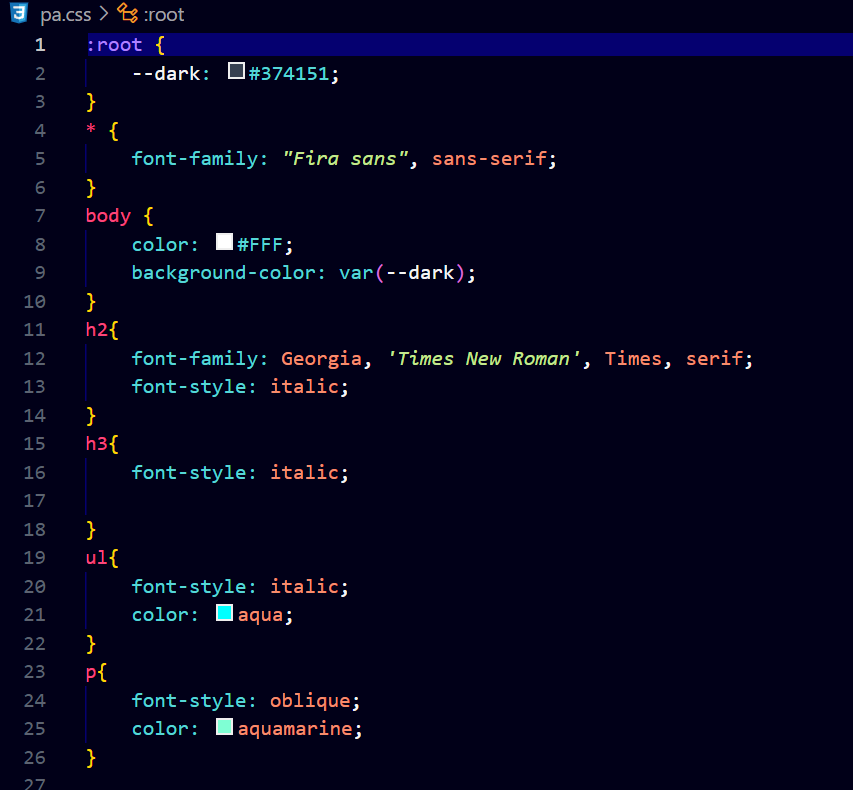 pa.css > :root
1 :root {
2 --dark: #374151;
3 }
4 * {
5 font-family: "Fira sans", sans-serif;
6 }
7 body {
8 color: #FFF;
9 background-color: var(--dark);
10 }
11 h2{
12 font-family: Georgia, 'Times New Roman', Times, serif;
13 font-style: italic;
14 }
15 h3{
16 font-style: italic;
17
18 }
19 ul{
20 font-style: italic;
21 color: aqua;
22 }
23 p{
24 font-style: oblique;
25 color: aquamarine;
26 }
27